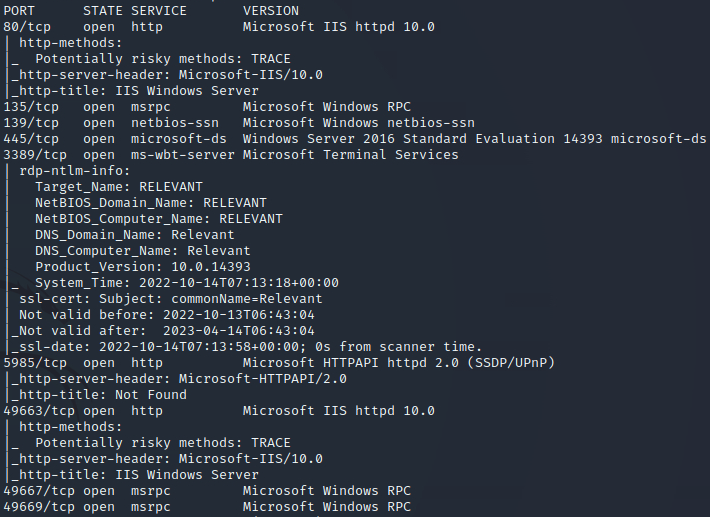 PORT      STATE SERVICE       VERSION
80/tcp    open  http          Microsoft IIS httpd 10.0
| http-methods:
|_  Potentially risky methods: TRACE
|_http-server-header: Microsoft-IIS/10.0
|_http-title: IIS Windows Server
135/tcp   open  msrpc         Microsoft Windows RPC
139/tcp   open  netbios-ssn   Microsoft Windows netbios-ssn
445/tcp   open  microsoft-ds  Windows Server 2016 Standard Evaluation 14393 microsoft-ds
3389/tcp  open  ms-wbt-server Microsoft Terminal Services
| rdp-ntlm-info:
|   Target_Name: RELEVANT
|   NetBIOS_Domain_Name: RELEVANT
|   NetBIOS_Computer_Name: RELEVANT
|   DNS_Domain_Name: Relevant
|   DNS_Computer_Name: Relevant
|   Product_Version: 10.0.14393
|_  System_Time: 2022-10-14T07:13:18+00:00
| ssl-cert: Subject: commonName=Relevant
| Not valid before: 2022-10-13T06:43:04
|_Not valid after:  2023-04-14T06:43:04
|_ssl-date: 2022-10-14T07:13:58+00:00; 0s from scanner time.
5985/tcp  open  http          Microsoft HTTPAPI httpd 2.0 (SSDP/UPnP)
|_http-server-header: Microsoft-HTTPAPI/2.0
|_http-title: Not Found
49663/tcp open  http          Microsoft IIS httpd 10.0
| http-methods:
|_  Potentially risky methods: TRACE
|_http-server-header: Microsoft-IIS/10.0
|_http-title: IIS Windows Server
49667/tcp open  msrpc         Microsoft Windows RPC
49669/tcp open  msrpc         Microsoft Windows RPC